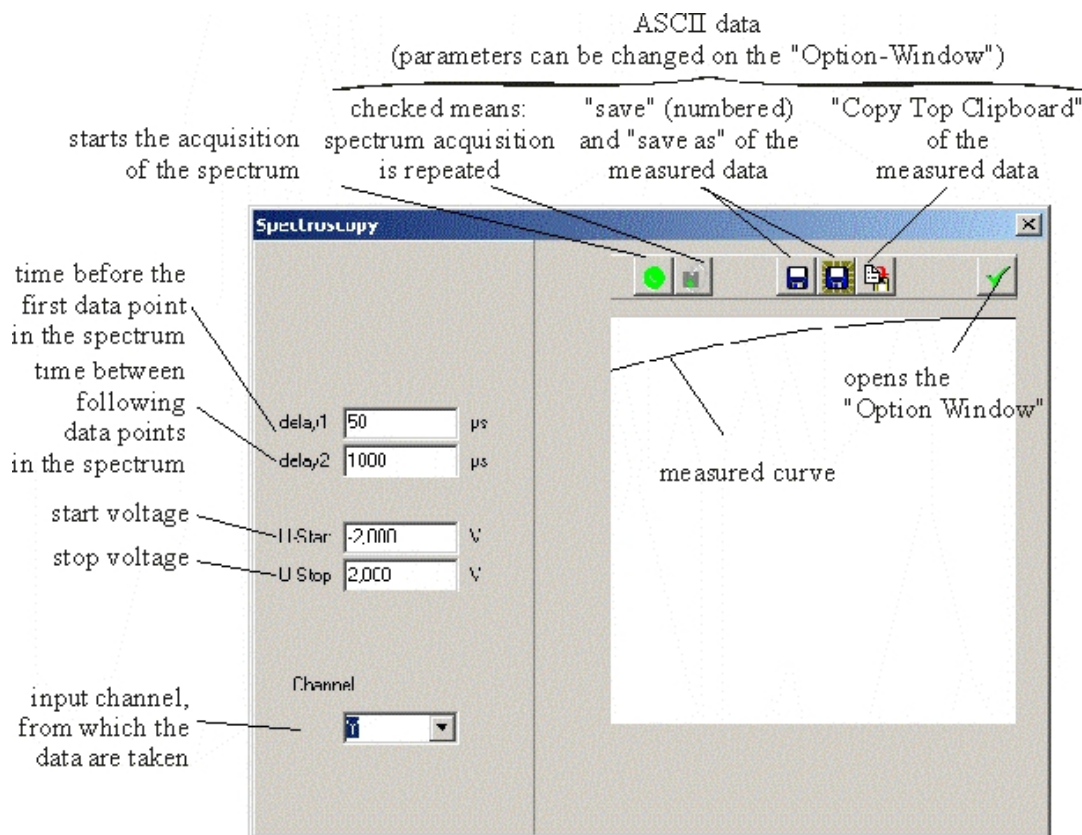 ASCII data
(parameters can be changed on the "Option-Window")
checked means:
spectrum acquisition
is repeated
"save" (numbered)
and "save as" of the
measured data
"Copy Top Clipboard"
of the
measured data
starts the acquisition
of the spectrum
Spectroscopy
time before the
first data point
in the spectrum
time between
following
data points
in the spectrum
delay1 50 µs
delay2 1000 µs
start voltage
U-Star -2,000 V
stop voltage
U Stop 2,000 V
opens the
"Option Window"
measured curve
Channel
input channel,
from which the
data are taken